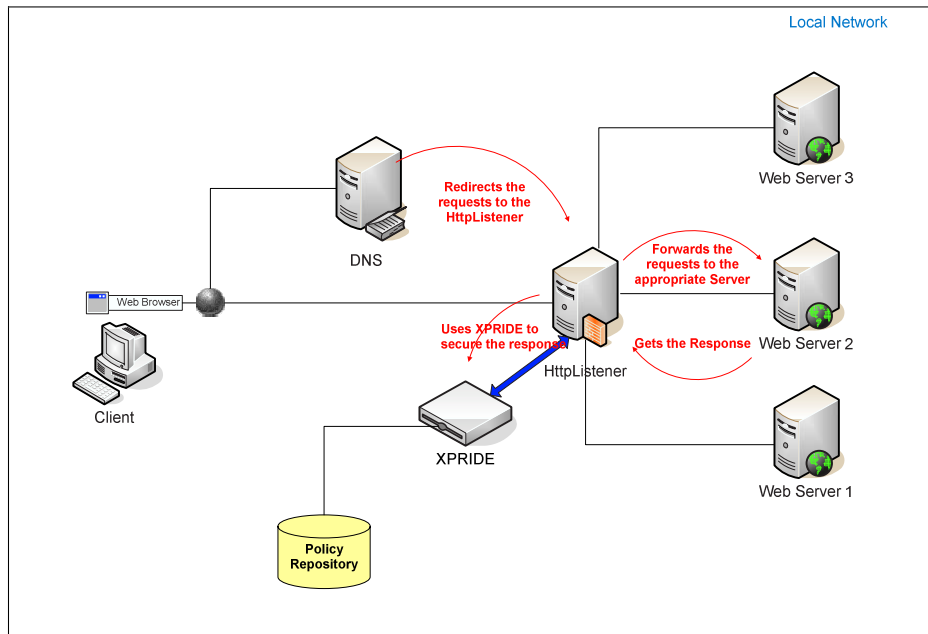 Local Network
Web Server 3
Redirects the
requests to the
HttpListener
DNS
Forwards the
requests to the
appropriate Server
Web Browser
Uses XPRIDE to
secure the response
Gets the Response
Web Server 2
HttpListener
Client
XPRIDE
Web Server 1
Policy
Repository